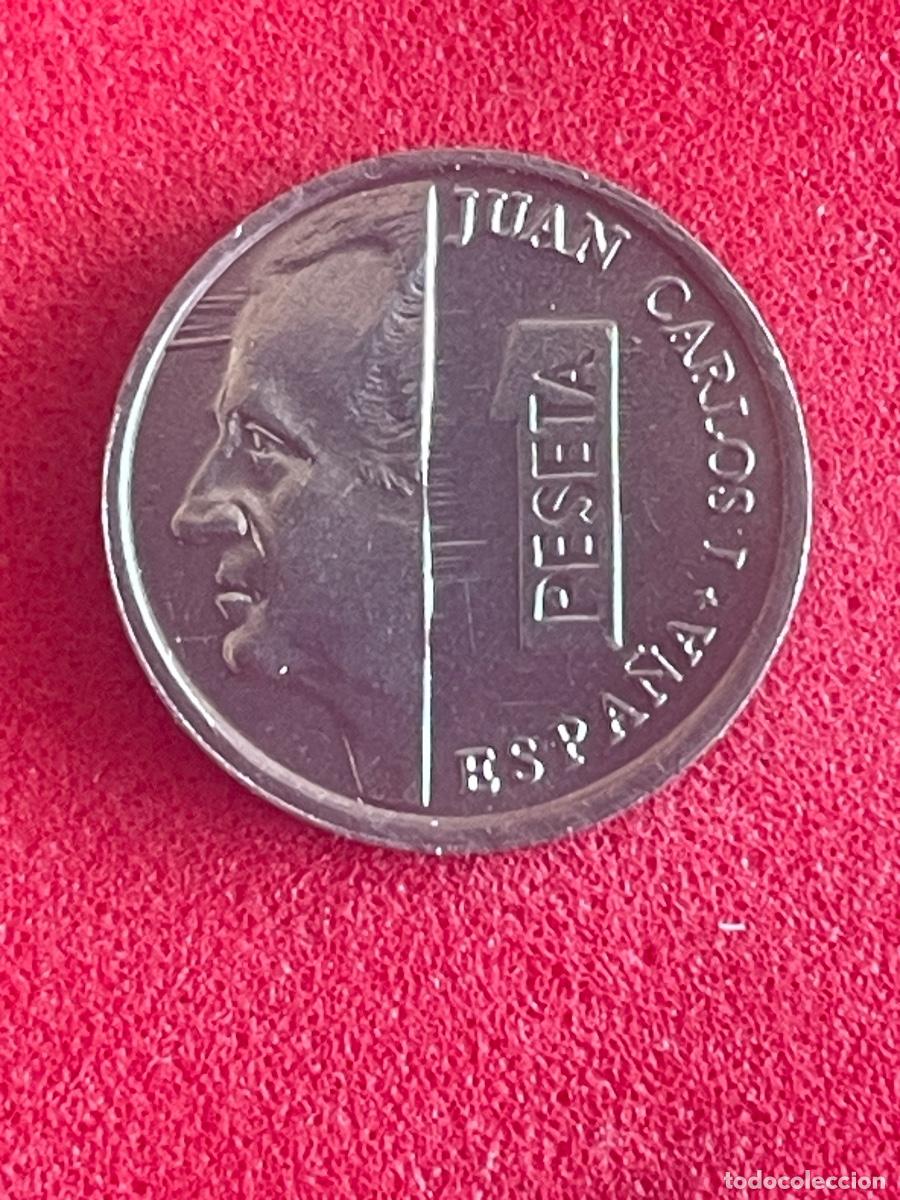 JUAN CARLOS I
ESPAÑA
1 PESETA
todocoleccion